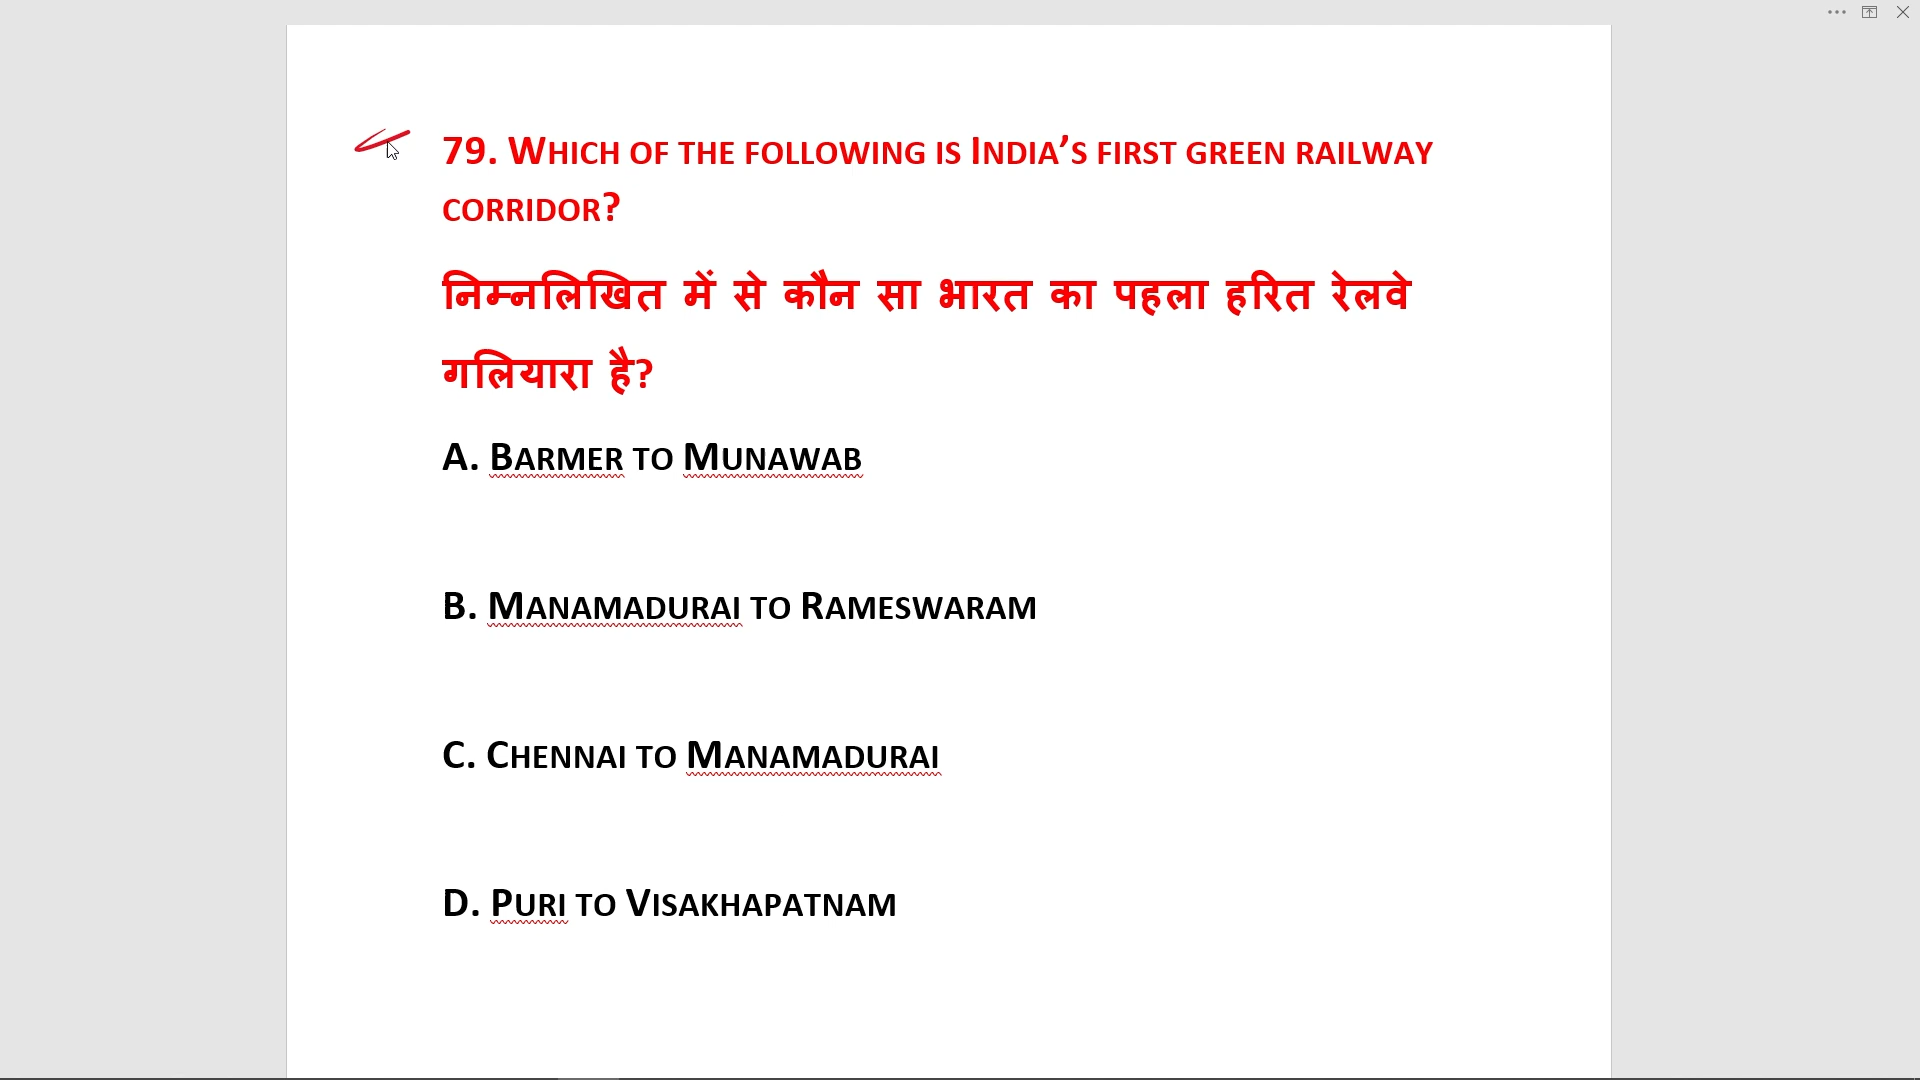 79. Which of the following is India’s first green railway
corridor?
निम्नलिखित में से कौन सा भारत का पहला हरित रेलवे
गलियारा है?
A. Barmer to Munawab
B. Manamadurai to Rameswaram
C. Chennai to Manamadurai
D. Puri to Visakhapatnam